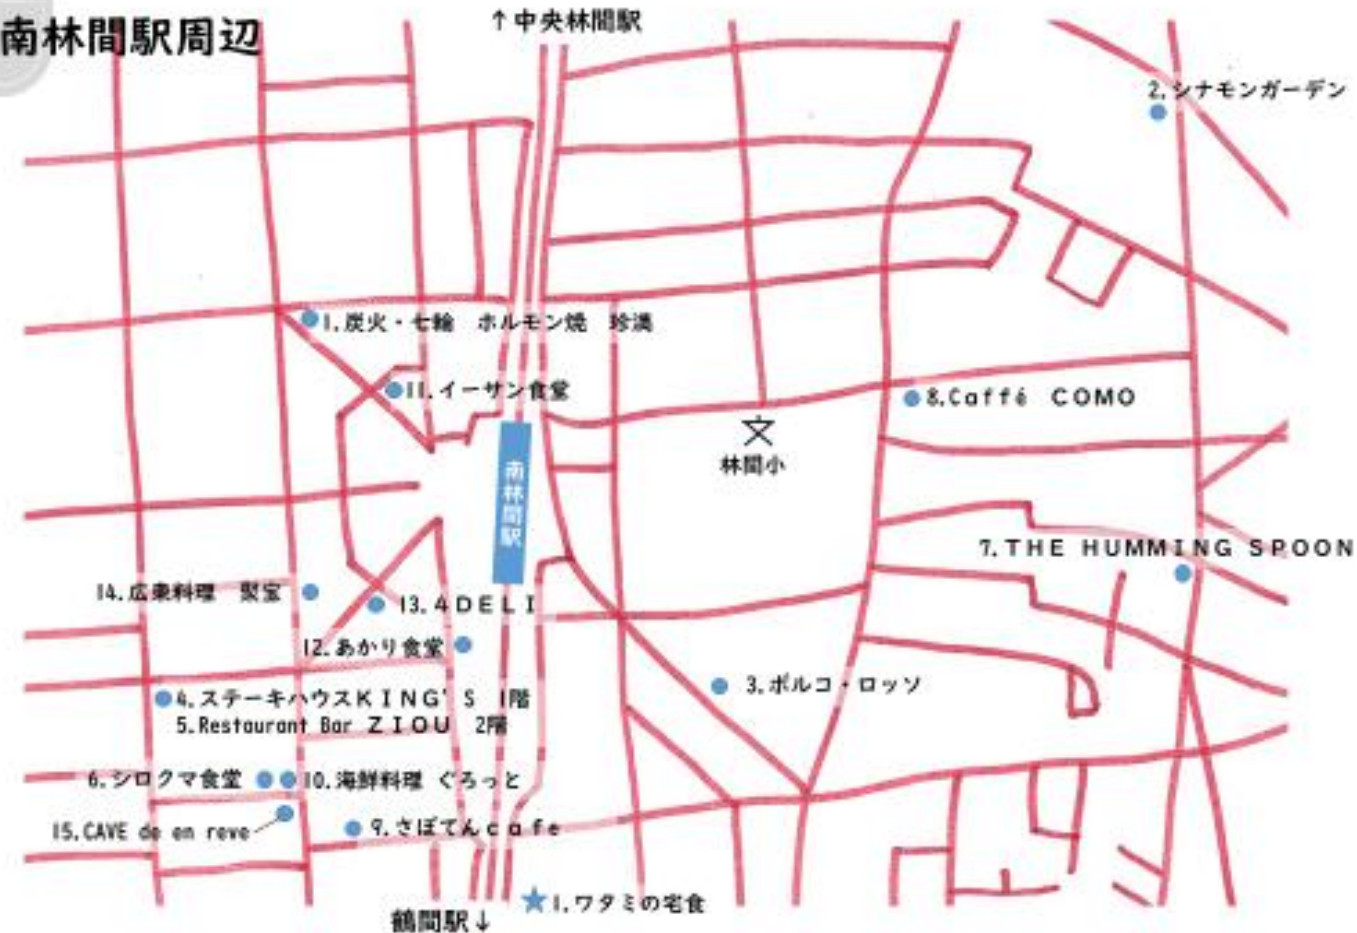 南林間駅周辺
↑中央林間駅
2.シナモンガーデン
1.炭火・七輪　ホルモン焼　珍満
11.イーサン食堂
8.Caffé　COMO
林間小
南林間駅
7.THE HUMMING SPOON
14.広東料理　聚宝
13.4DELI
12.あかり食堂
3.ポルコ・ロッソ
4.ステーキハウスKING'S　1階
5.Restaurant Bar ZIOU　2階
6.シロクマ食堂
10.海鮮料理 ぐろっと
15.CAVE de en reve
9.さぼてんcafe
★1.ワタミの宅食
鶴間駅↓